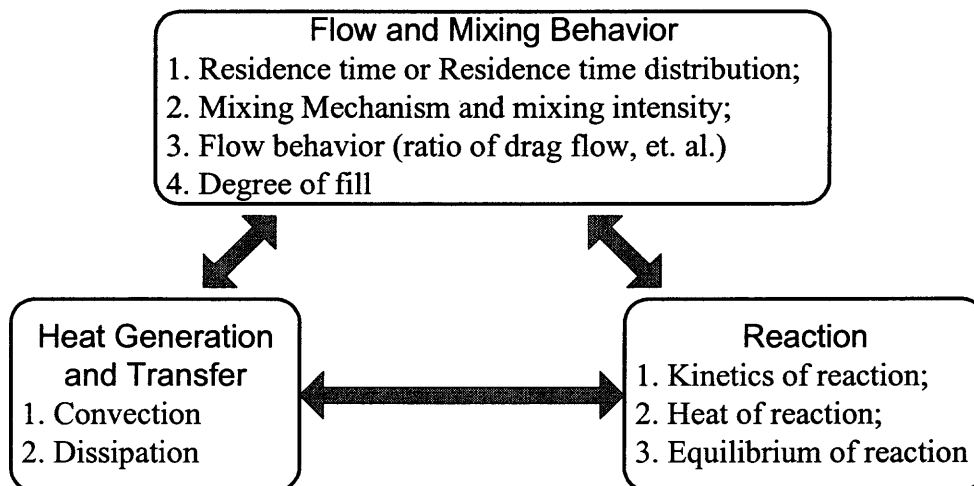 Flow and Mixing Behavior
1. Residence time or Residence time distribution;
2. Mixing Mechanism and mixing intensity;
3. Flow behavior (ratio of drag flow, et. al.)
4. Degree of fill
Heat Generation
and Transfer
1. Convection
2. Dissipation
Reaction
1. Kinetics of reaction;
2. Heat of reaction;
3. Equilibrium of reaction